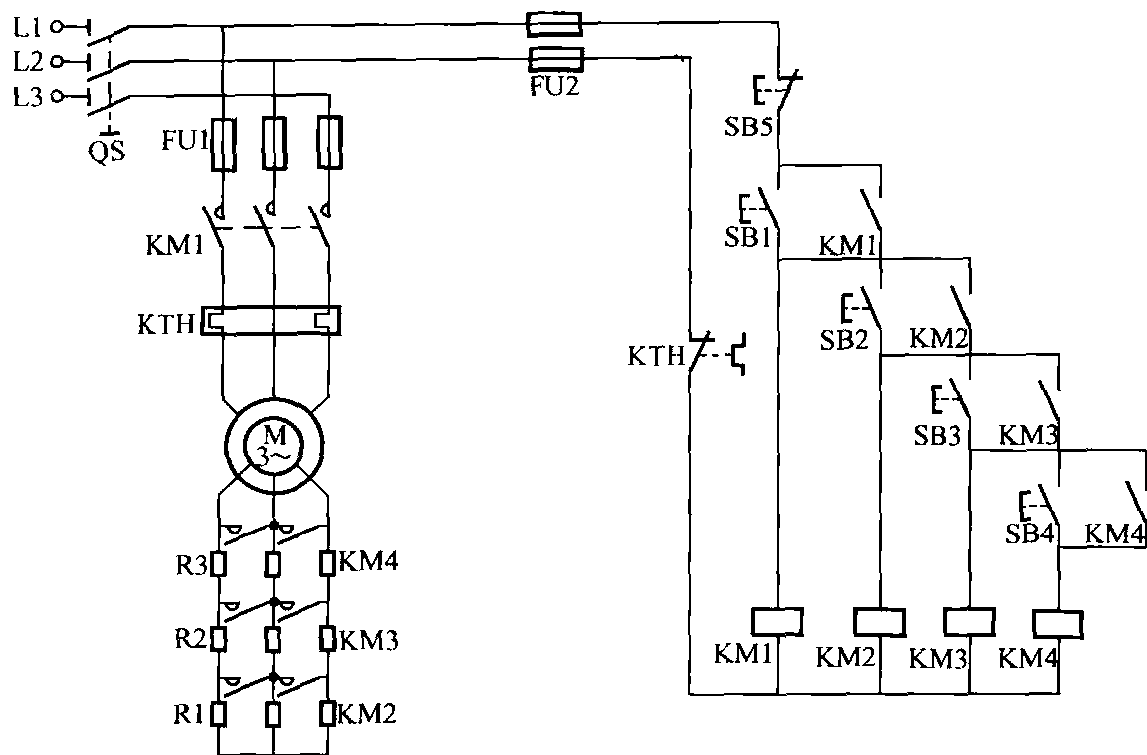 L1
L2
L3
QS
FU1
FU2
SB5
SB1
KM1
KM1
SB2
KM2
KTH
KTH
SB3
KM3
M
3~
SB4
KM4
R3
KM4
R2
KM3
R1
KM2
KM1
KM2
KM3
KM4